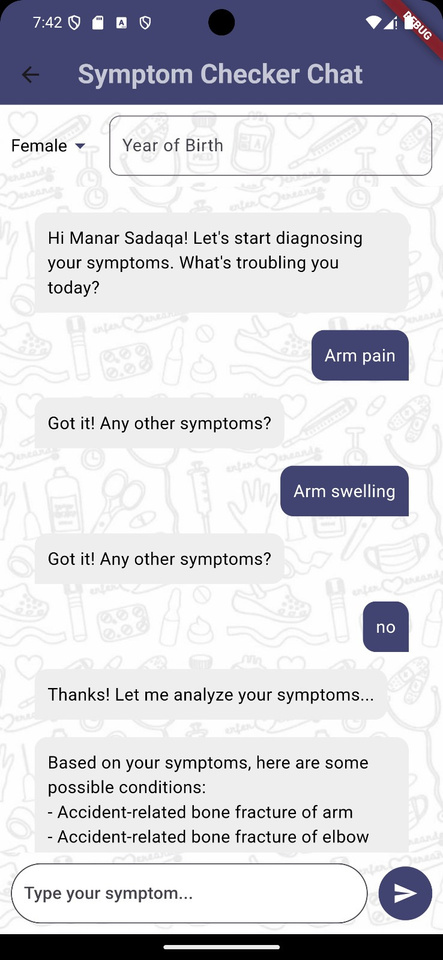 7:42
DEBUG
Symptom Checker Chat
Female
Year of Birth
Hi Manar Sadaqa! Let's start diagnosing
your symptoms. What's troubling you
today?
Arm pain
Got it! Any other symptoms?
Arm swelling
Got it! Any other symptoms?
no
Thanks! Let me analyze your symptoms...
Based on your symptoms, here are some
possible conditions:
- Accident-related bone fracture of arm
- Accident-related bone fracture of elbow
Type your symptom...